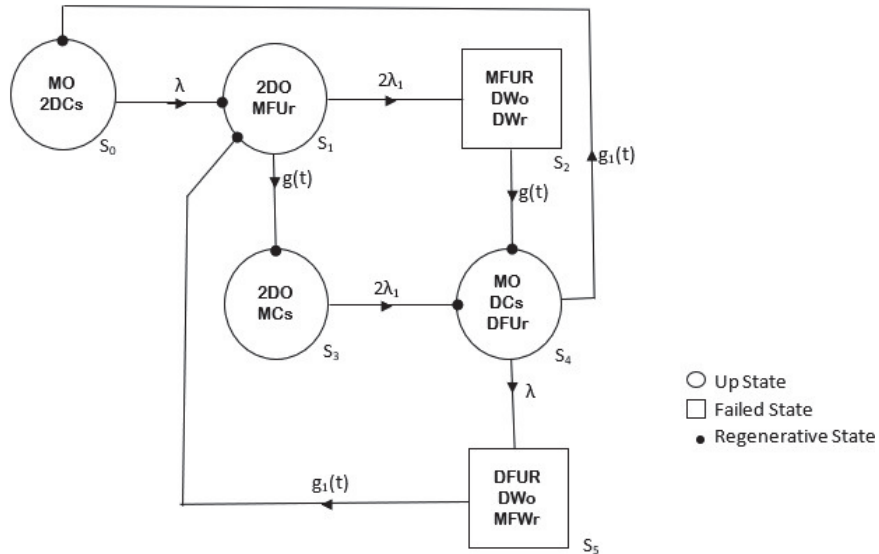 MO
2DCs
S₀
λ
2DO
MFUr
S₁
2λ₁
MFUR
DWo
DWr
S₂
g₁(t)
g(t)
g(t)
2DO
MCs
S₃
2λ₁
MO
DCs
DFUr
S₄
λ
DFUR
DWo
MFWr
S₅
g₁(t)
Up State
Failed State
Regenerative State